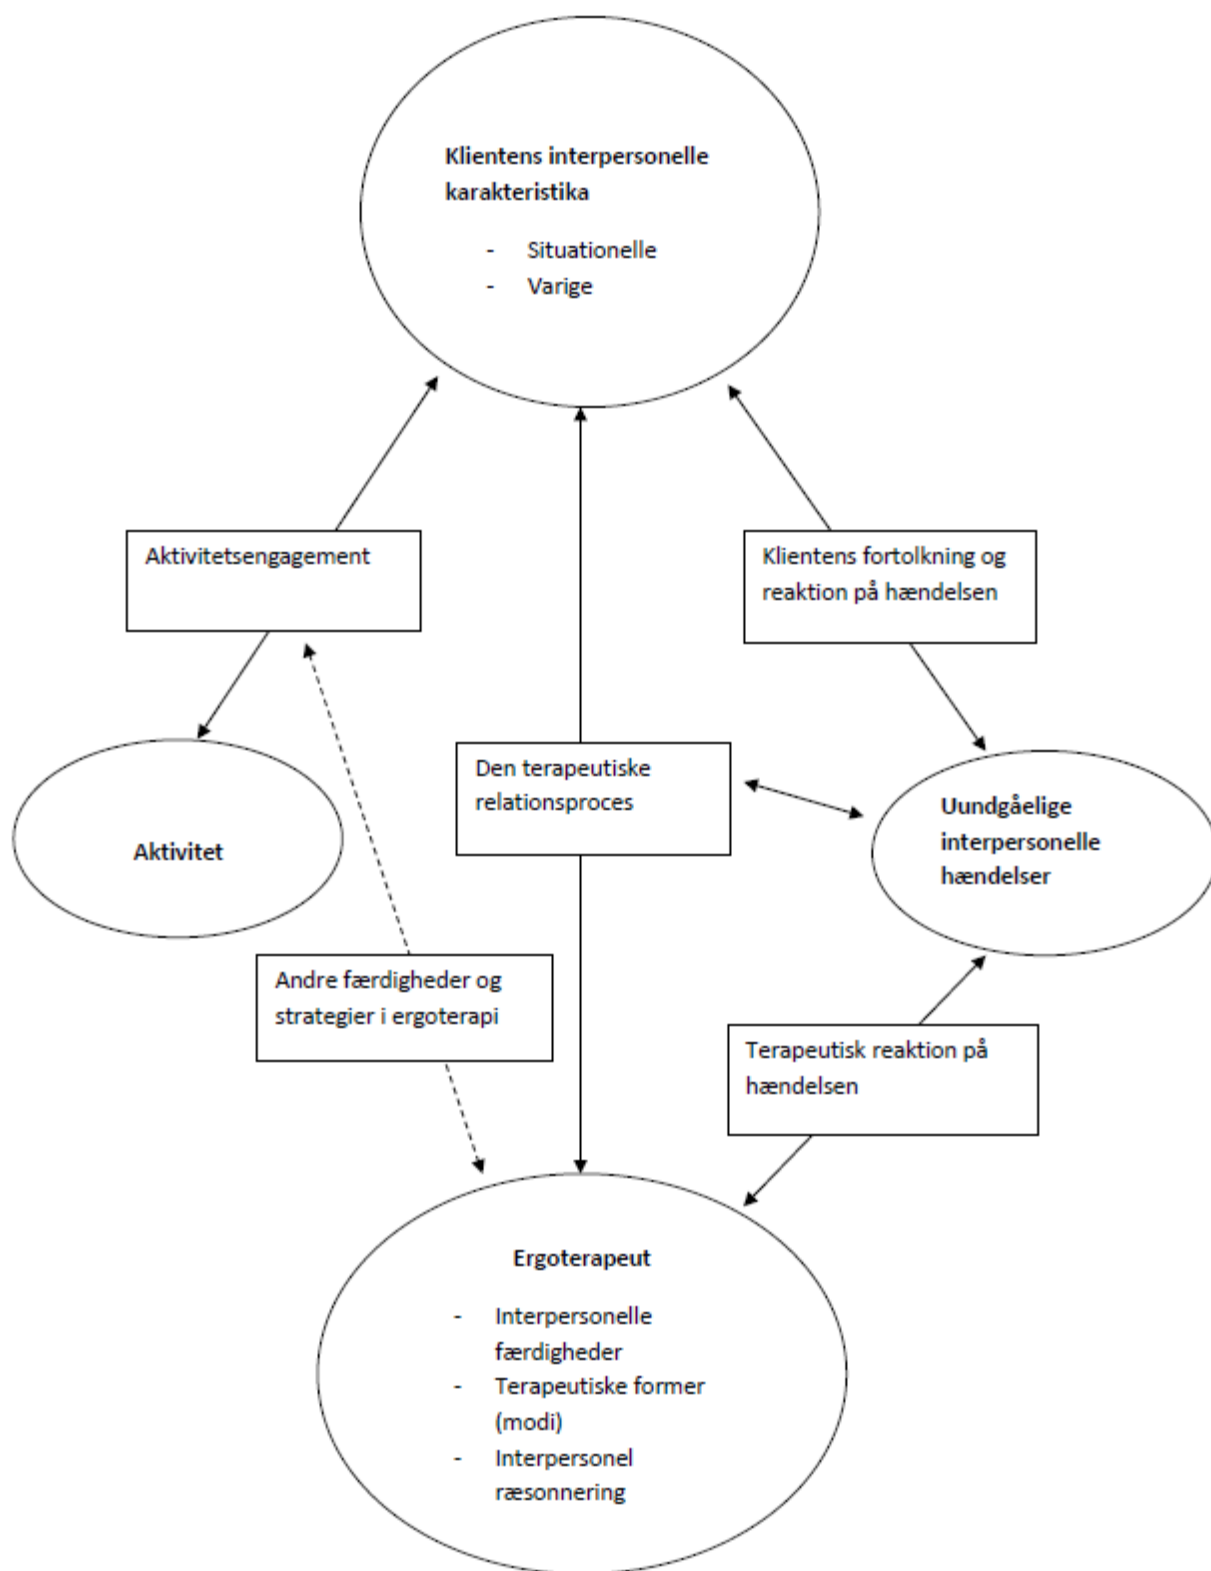 Klientens interpersonelle
karakteristika
- Situationelle
- Varige
Aktivitetsengagement
Klientens fortolkning og
reaktion på hændelsen
Den terapeutiske
relationsproces
Aktivitet
Uundgåelige
interpersonelle
hændelser
Andre færdigheder og
strategier i ergoterapi
Terapeutisk reaktion på
hændelsen
Ergoterapeut
- Interpersonelle
færdigheder
- Terapeutiske former
(modi)
- Interpersonel
ræsonnering